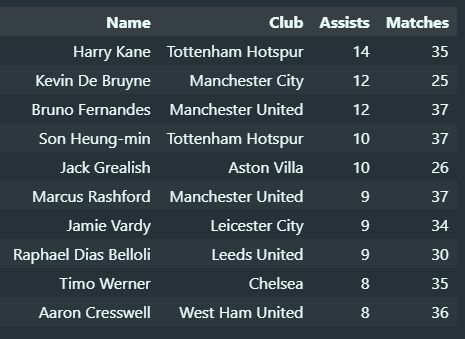 Name Club Assists Matches
Harry Kane Tottenham Hotspur 14 35
Kevin De Bruyne Manchester City 12 25
Bruno Fernandes Manchester United 12 37
Son Heung-min Tottenham Hotspur 10 37
Jack Grealish Aston Villa 10 26
Marcus Rashford Manchester United 9 37
Jamie Vardy Leicester City 9 34
Raphael Dias Belloli Leeds United 9 30
Timo Werner Chelsea 8 35
Aaron Cresswell West Ham United 8 36